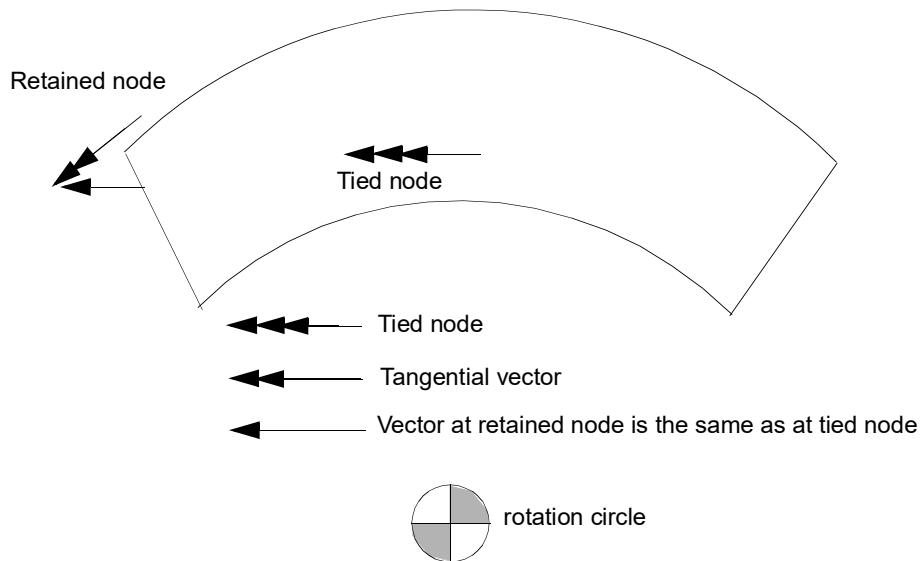 Retained node
Tied node
Tied node
Tangential vector
Vector at retained node is the same as at tied node
rotation circle